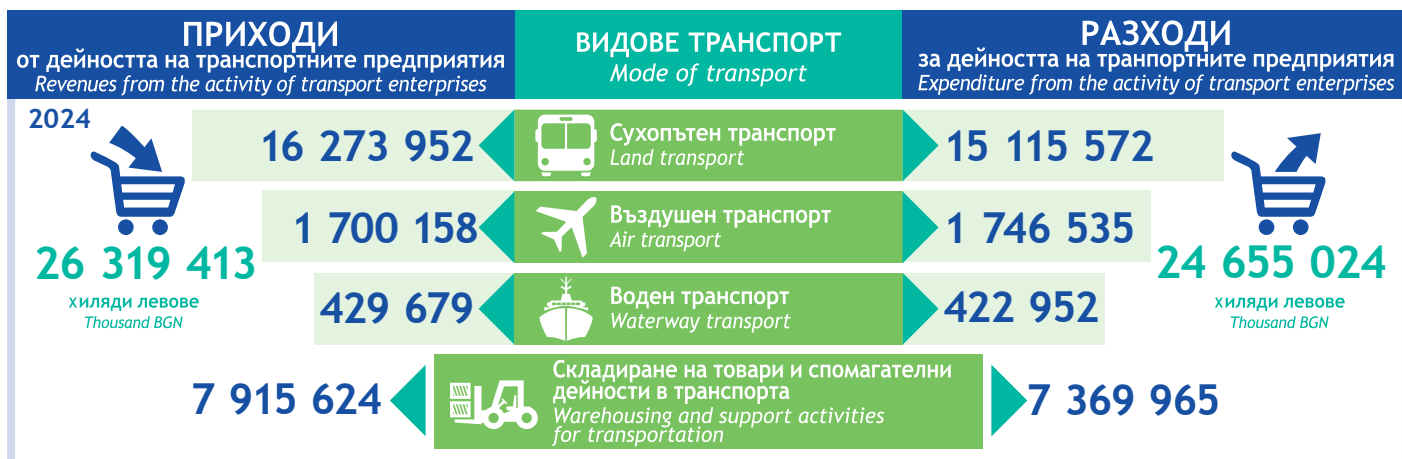 ПРИХОДИ
от дейността на транспортните предприятия
Revenues from the activity of transport enterprises
ВИДОВЕ ТРАНСПОРТ
Mode of transport
РАЗХОДИ
за дейността на транпортните предприятия
Expenditure from the activity of transport enterprises
2024
16 273 952
Сухопътен транспорт
Land transport
15 115 572
1 700 158
Въздушен транспорт
Air transport
1 746 535
26 319 413
хиляди левове
Thousand BGN
24 655 024
хиляди левове
Thousand BGN
429 679
Воден транспорт
Waterway transport
422 952
7 915 624
Складиране на товари и спомагателни
дейности в транспорта
Warehousing and support activities
for transportation
7 369 965